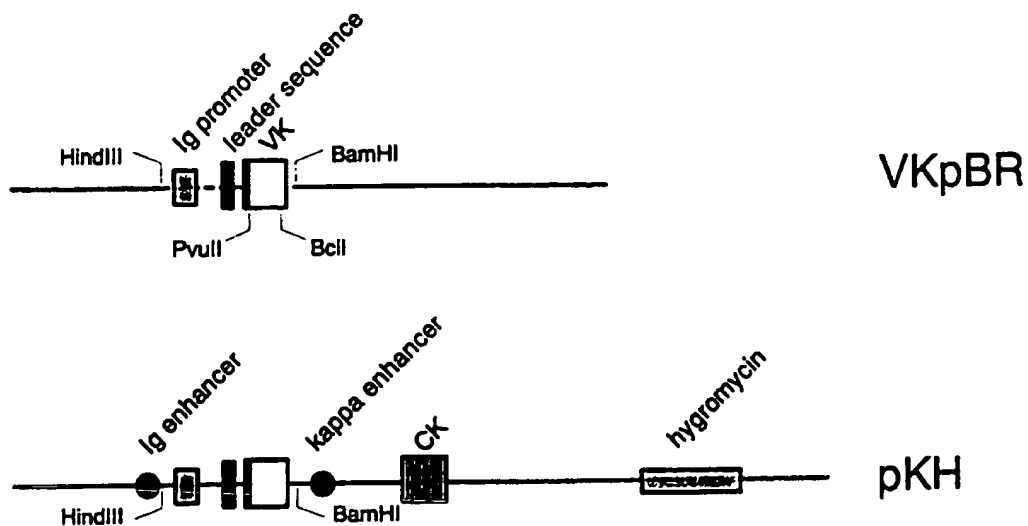 Ig promoter
leader sequence
VK
HindIII
BamHI
VKpBR
PvuII
BclI
Ig enhancer
kappa enhancer
CK
hygromycin
pKH
HindIII
BamHI